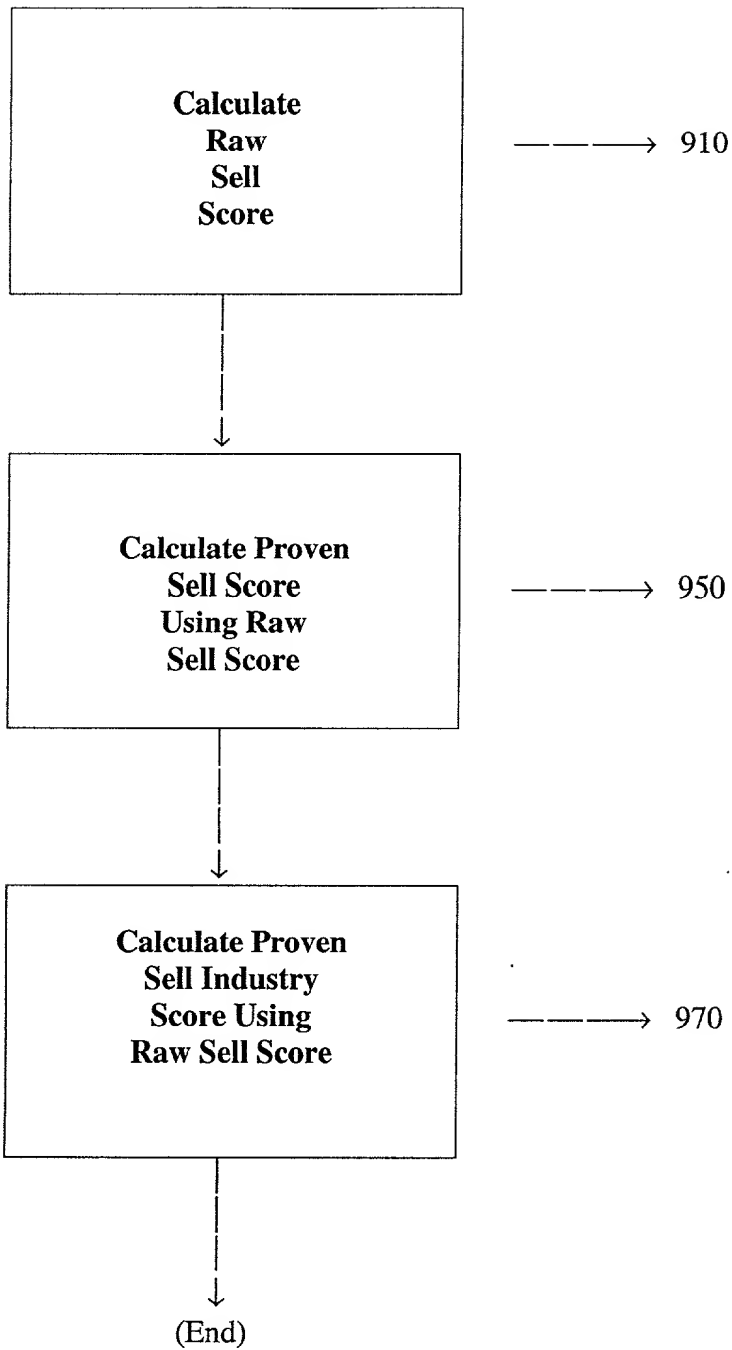 Calculate
Raw
Sell
Score
910
Calculate Proven
Sell Score
Using Raw
Sell Score
950
Calculate Proven
Sell Industry
Score Using
Raw Sell Score
970
(End)